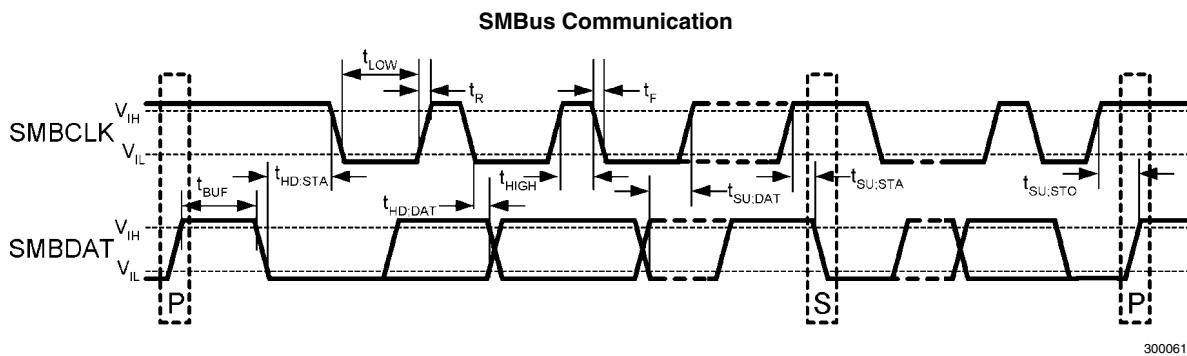 SMBus Communication
tLOW
tR
tF
VIH
SMBCLK
VIL
tHD;STA
tBUF
tHIGH
tHD;DAT
tSU;DAT
tSU;STA
tSU;STO
VIH
SMBDAT
VIL
P
S
P
300061